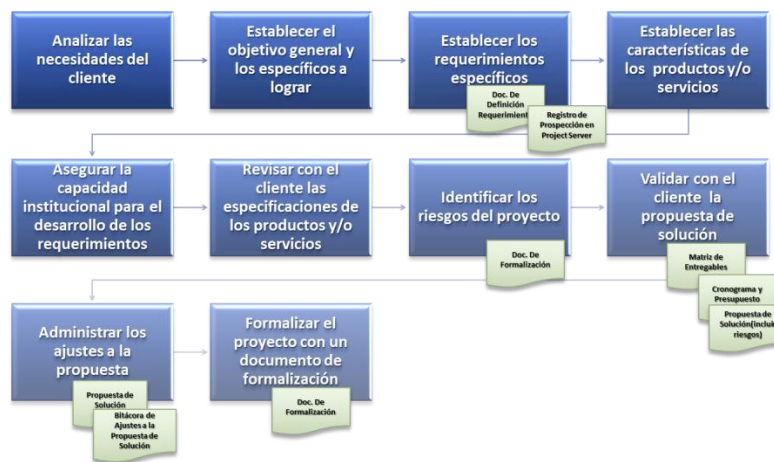 Analizar las
necesidades del
cliente
Establecer el
objetivo general y
los específicos a
lograr
Establecer los
requerimientos
específicos
Doc. De
Definición
Requerimient
Registro de
Prospección en
Project Server
Establecer las
características de
los productos y/o
servicios
Asegurar la
capacidad
institucional para el
desarrollo de los
requerimientos
Revisar con el
cliente las
especificaciones de
los productos y/o
servicios
Identificar los
riesgos del proyecto
Doc. De
Formalización
Validar con el
cliente la
propuesta de
solución
Matriz de
Entregables
Cronograma y
Presupuesto
Propuesta de
Solución(inclu
riesgos)
Administrar los
ajustes a la
propuesta
Propuesta de
Solución
Bitácora de
Ajustes a la
Propuesta de
Solución
Formalizar el
proyecto con un
documento de
formalización
Doc. De
Formalización